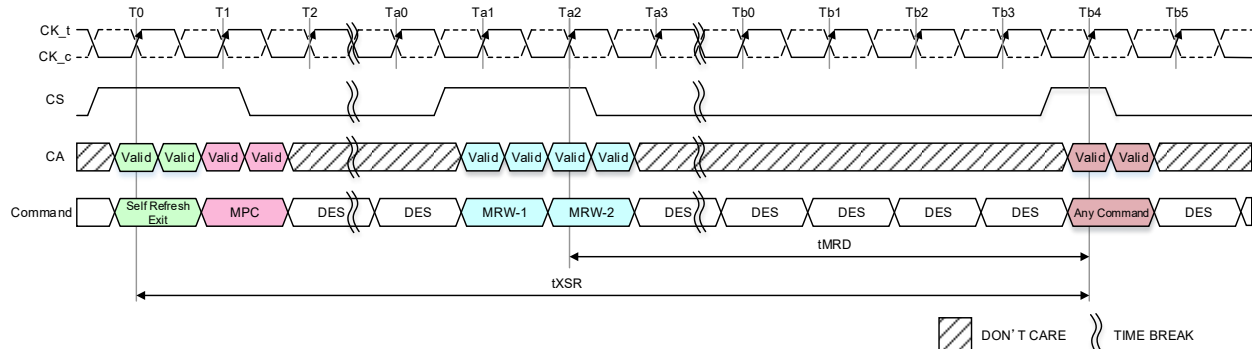 T0 T1 T2 Ta0 Ta1 Ta2 Ta3 Tb0 Tb1 Tb2 Tb3 Tb4 Tb5
CK_t
CK_c
CS
CA Valid Valid Valid Valid Valid Valid Valid Valid Valid Valid
Command Self Refresh Exit MPC DES DES MRW-1 MRW-2 DES DES DES DES DES Any Command DES
tMRD
tXSR
DON'T CARE TIME BREAK